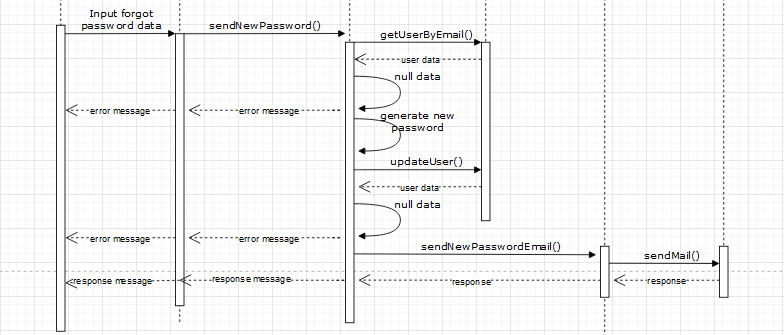 Input forgot
password data
sendNewPassword()
getUserByEmail()
user data
null data
error message
error message
generate new
password
updateUser()
user data
null data
error message
error message
sendNewPasswordEmail()
sendMail()
response message
response message
response
response